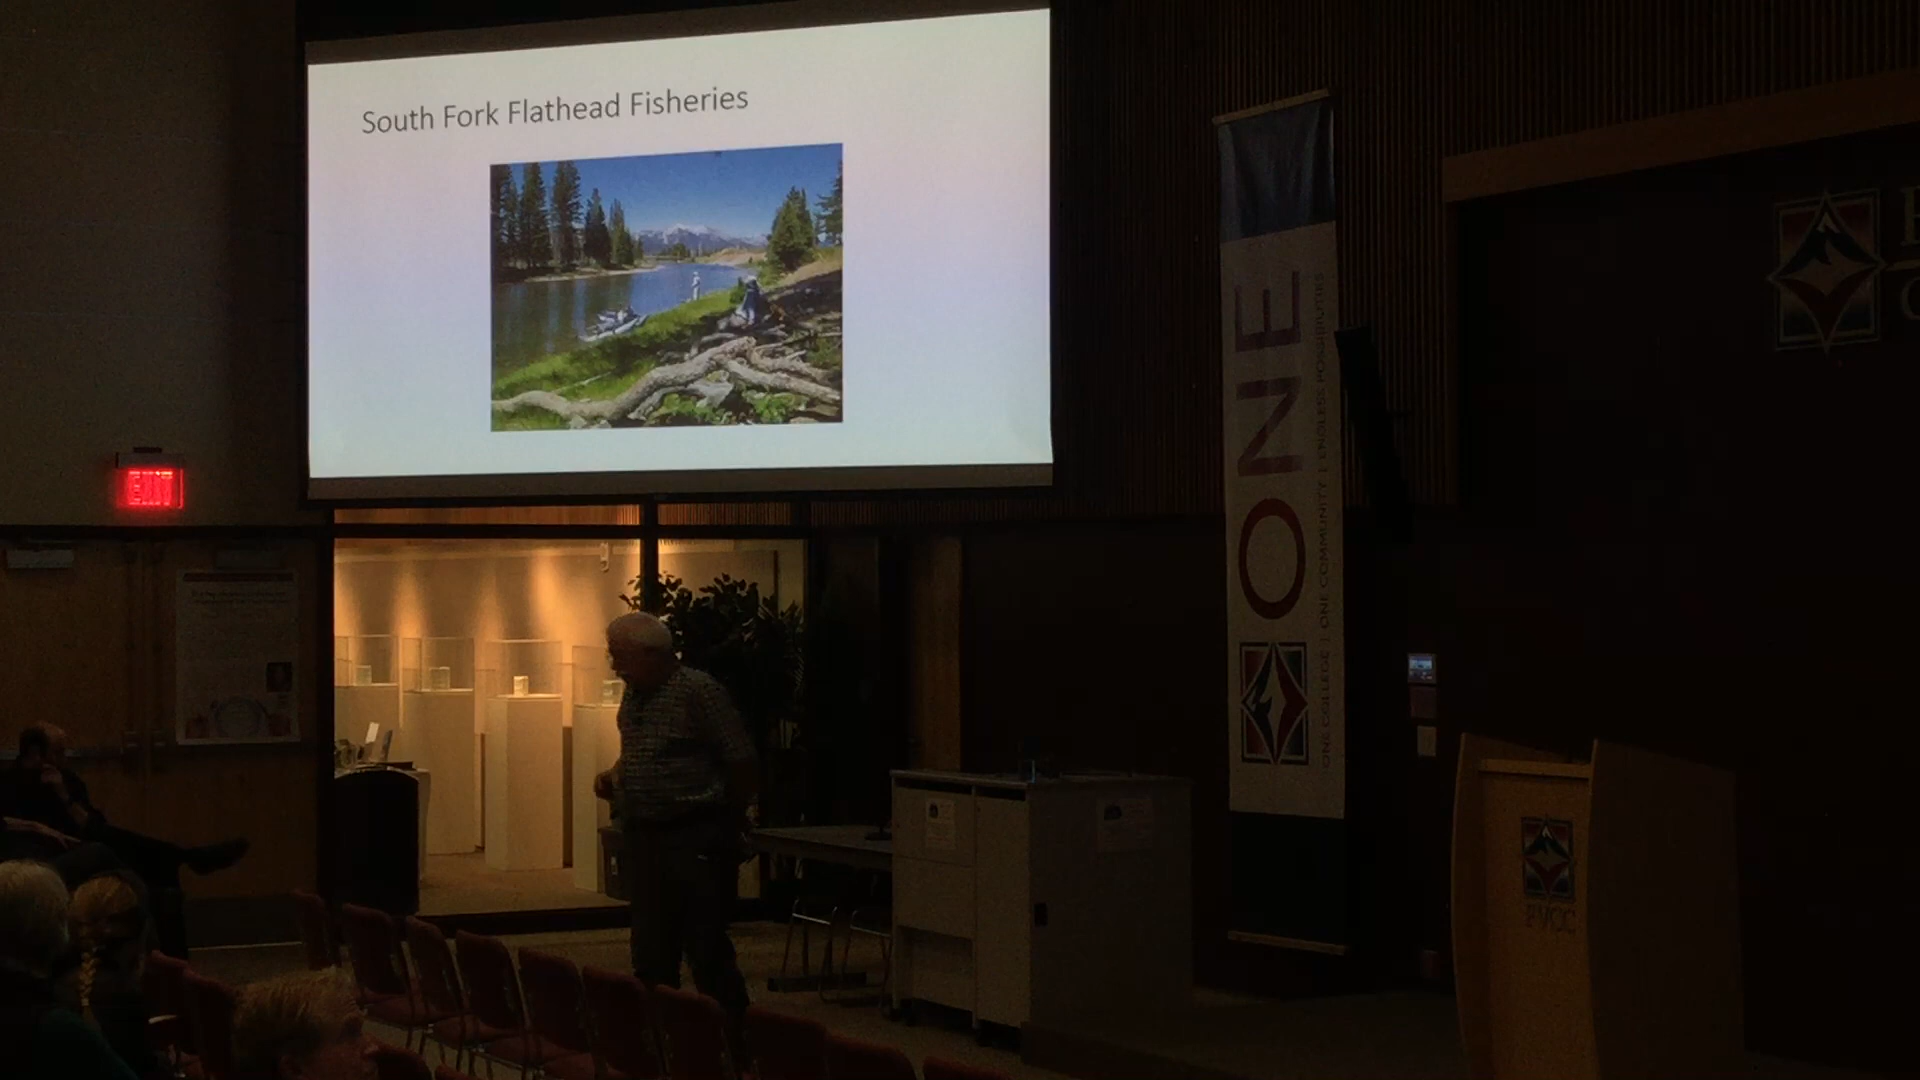 South Fork Flathead Fisheries
EXIT
ONE
ONE COLLEGE | ONE COMMUNITY | ENDLESS POSSIBILITIES
FVCC